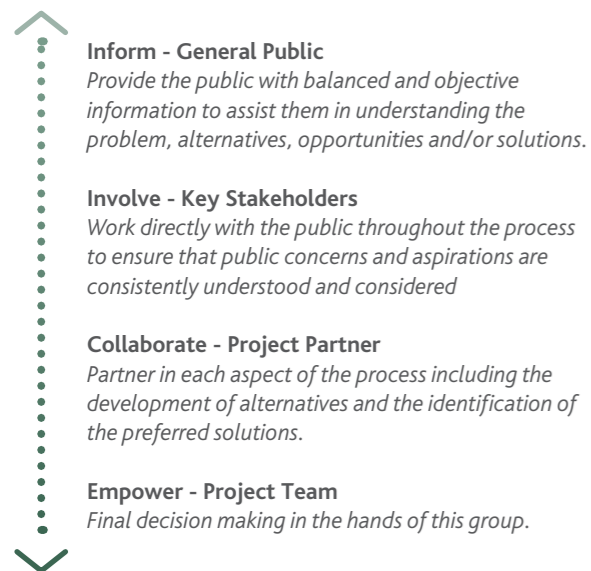 Inform - General Public
Provide the public with balanced and objective
information to assist them in understanding the
problem, alternatives, opportunities and/or solutions.
Involve - Key Stakeholders
Work directly with the public throughout the process
to ensure that public concerns and aspirations are
consistently understood and considered
Collaborate - Project Partner
Partner in each aspect of the process including the
development of alternatives and the identification of
the preferred solutions.
Empower - Project Team
Final decision making in the hands of this group.